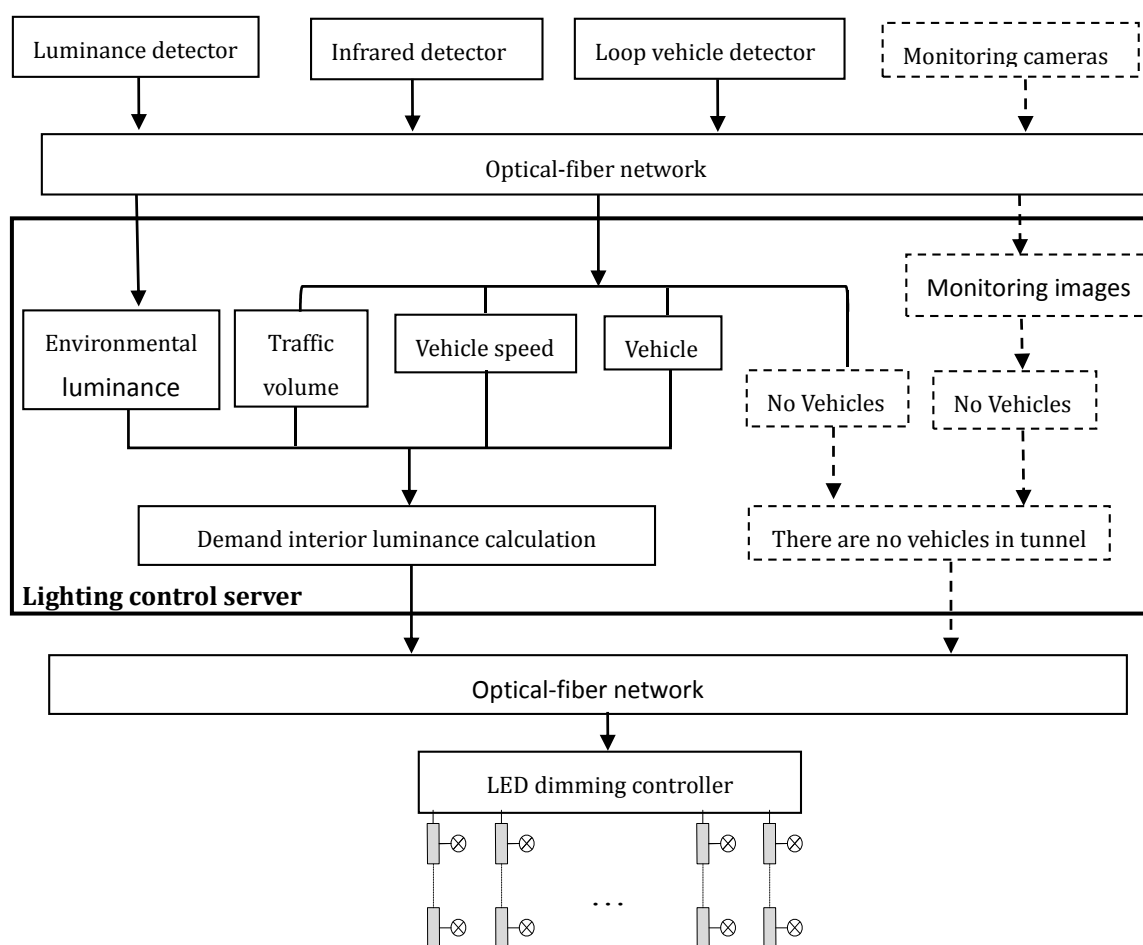 Luminance detector
Infrared detector
Loop vehicle detector
Monitoring cameras
Optical-fiber network
Monitoring images
Environmental
luminance
Traffic
volume
Vehicle speed
Vehicle
No Vehicles
No Vehicles
Demand interior luminance calculation
There are no vehicles in tunnel
Lighting control server
Optical-fiber network
LED dimming controller
...